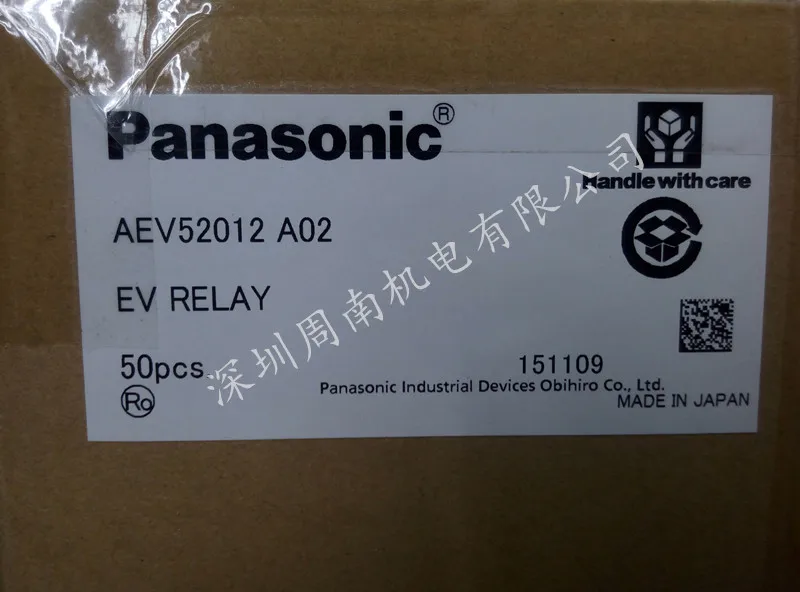 Panasonic®
Handle with care
AEV52012 A02
EV RELAY
深圳周南机电有限公司
50pcs
151109
Ro
Panasonic Industrial Devices Obihiro Co., Ltd.
MADE IN JAPAN